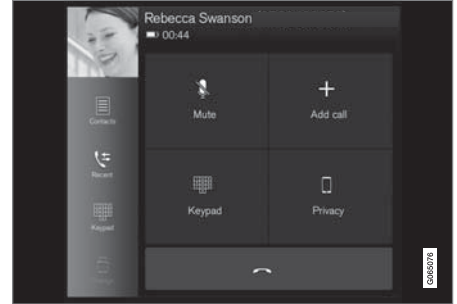 Rebecca Swanson
00:44
Contacts
Recent
Keypad
Mute
Add call
Keypad
Privacy
G065076